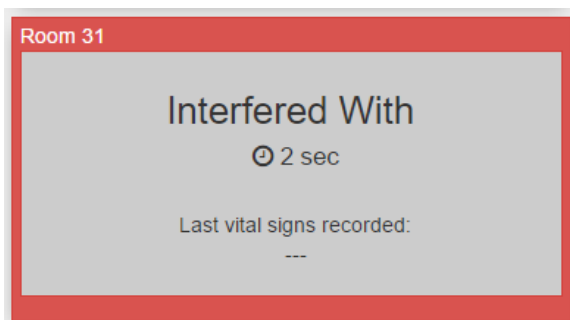 Room 31
Interfered With
2 sec
Last vital signs recorded:
---